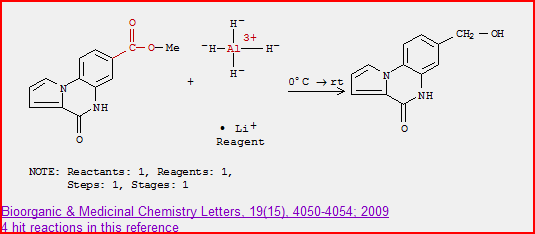 O
O
Me
N
NH
O
H−
−H
Al
3+
H−
H−
+
• Li+
Reagent
0°C → rt
CH2
OH
N
NH
O
NOTE: Reactants: 1, Reagents: 1,
Steps: 1, Stages: 1
Bioorganic & Medicinal Chemistry Letters, 19(15), 4050-4054; 2009
4 hit reactions in this reference